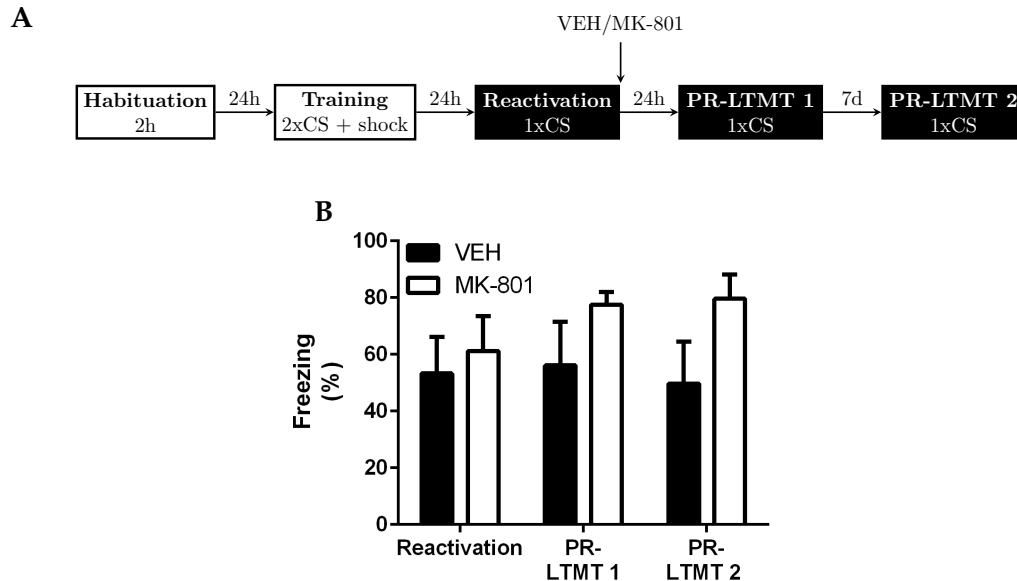 A
VEH/MK-801
Habituation
2h
24h
Training
2xCS + shock
24h
Reactivation
1xCS
24h
PR-LTMT 1
1xCS
7d
PR-LTMT 2
1xCS
B
VEH
MK-801
Freezing
(%)
100
80
60
40
20
0
Reactivation
PR-
LTMT 1
PR-
LTMT 2